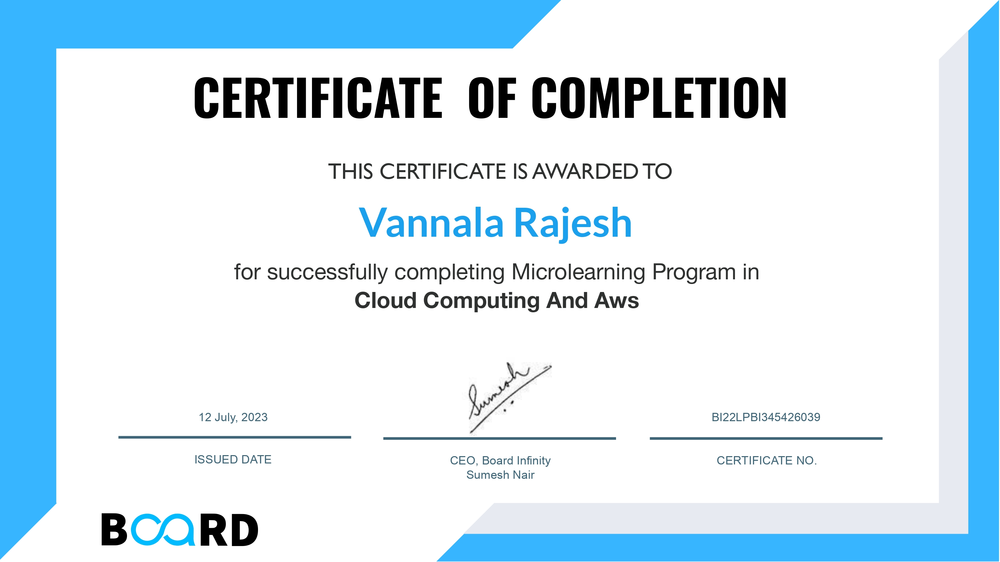 CERTIFICATE OF COMPLETION
THIS CERTIFICATE IS AWARDED TO
Vannala Rajesh
for successfully completing Microlearning Program in
Cloud Computing And Aws
Sumesh
12 July, 2023
BI22LPBI345426039
ISSUED DATE
CEO, Board Infinity
Sumesh Nair
CERTIFICATE NO.
BOARD